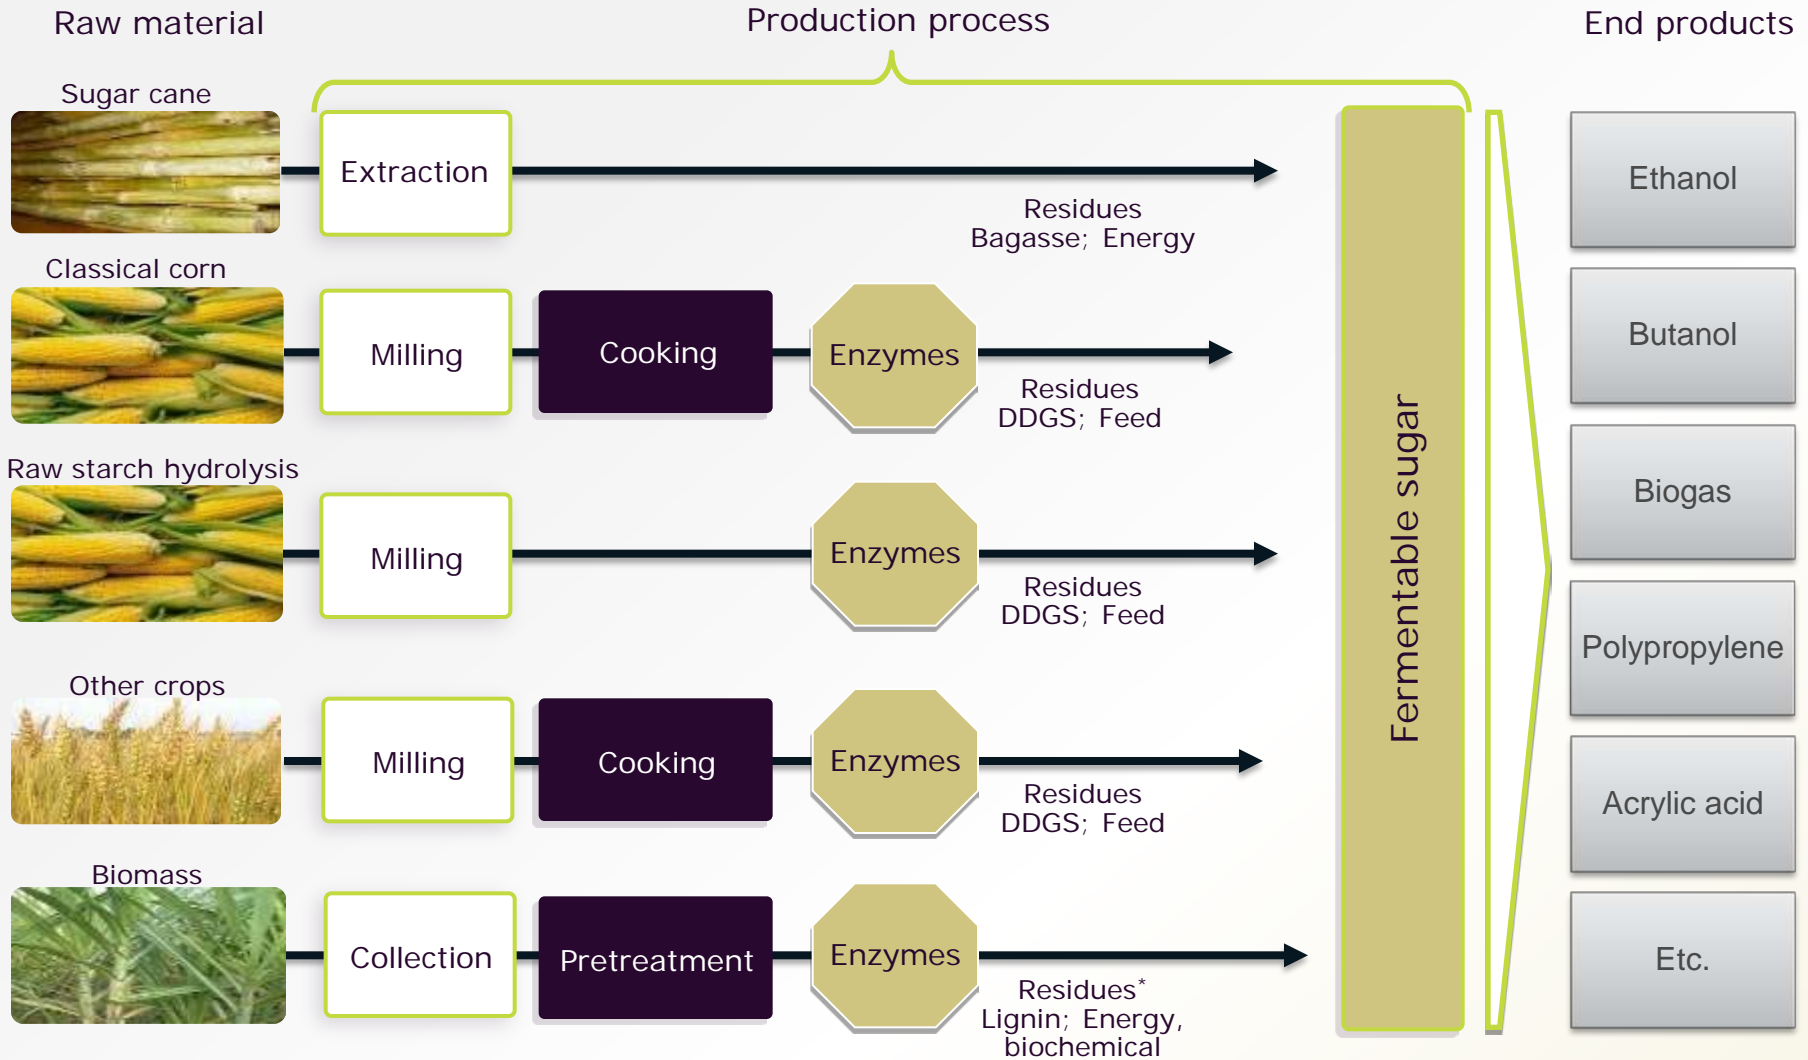 Raw material
Production process
End products
Sugar cane
Extraction
Residues
Bagasse; Energy
Classical corn
Milling
Cooking
Enzymes
Residues
DDGS; Feed
Raw starch hydrolysis
Milling
Enzymes
Residues
DDGS; Feed
Other crops
Milling
Cooking
Enzymes
Residues
DDGS; Feed
Biomass
Collection
Pretreatment
Enzymes
Residues*
Lignin; Energy,
biochemical
Fermentable sugar
Ethanol
Butanol
Biogas
Polypropylene
Acrylic acid
Etc.